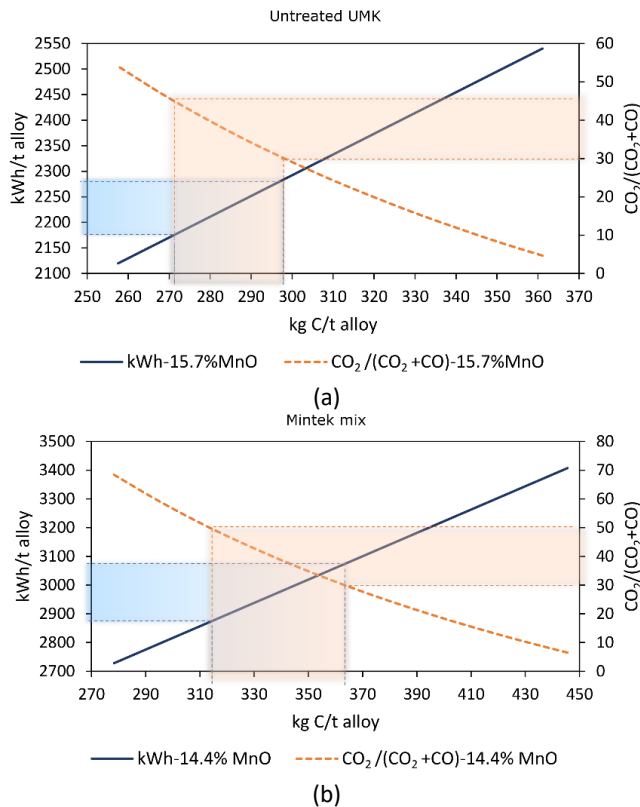 Untreated UMK
2550
2500
2450
2400
2350
2300
2250
2200
2150
2100
kWh/t alloy
60
50
40
30
20
10
0
CO₂/(CO₂+CO)
250 260 270 280 290 300 310 320 330 340 350 360 370
kg C/t alloy
kWh-15.7%MnO CO₂/(CO₂+CO)-15.7%MnO
(a)
Mintek mix
3500
3400
3300
3200
3100
3000
2900
2800
2700
kWh/t alloy
80
70
60
50
40
30
20
10
0
CO₂/(CO₂+CO)
270 290 310 330 350 370 390 410 430 450
kg C/t alloy
kWh-14.4% MnO CO₂/(CO₂+CO)-14.4% MnO
(b)